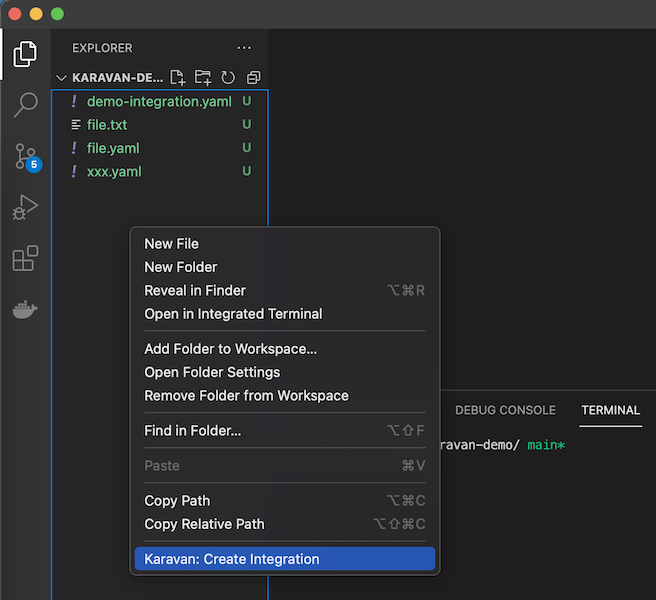 EXPLORER
KARAVAN-DE...
! demo-integration.yaml U
file.txt U
! file.yaml U
! xxx.yaml U
5
New File
New Folder
Reveal in Finder ⌥⌘R
Open in Integrated Terminal
Add Folder to Workspace...
Open Folder Settings
Remove Folder from Workspace
Find in Folder... ⌥⇧F
Paste ⌘V
Copy Path ⌥⌘C
Copy Relative Path ⌥⇧⌘C
Karavan: Create Integration
DEBUG CONSOLE TERMINAL
ravan-demo/ main*